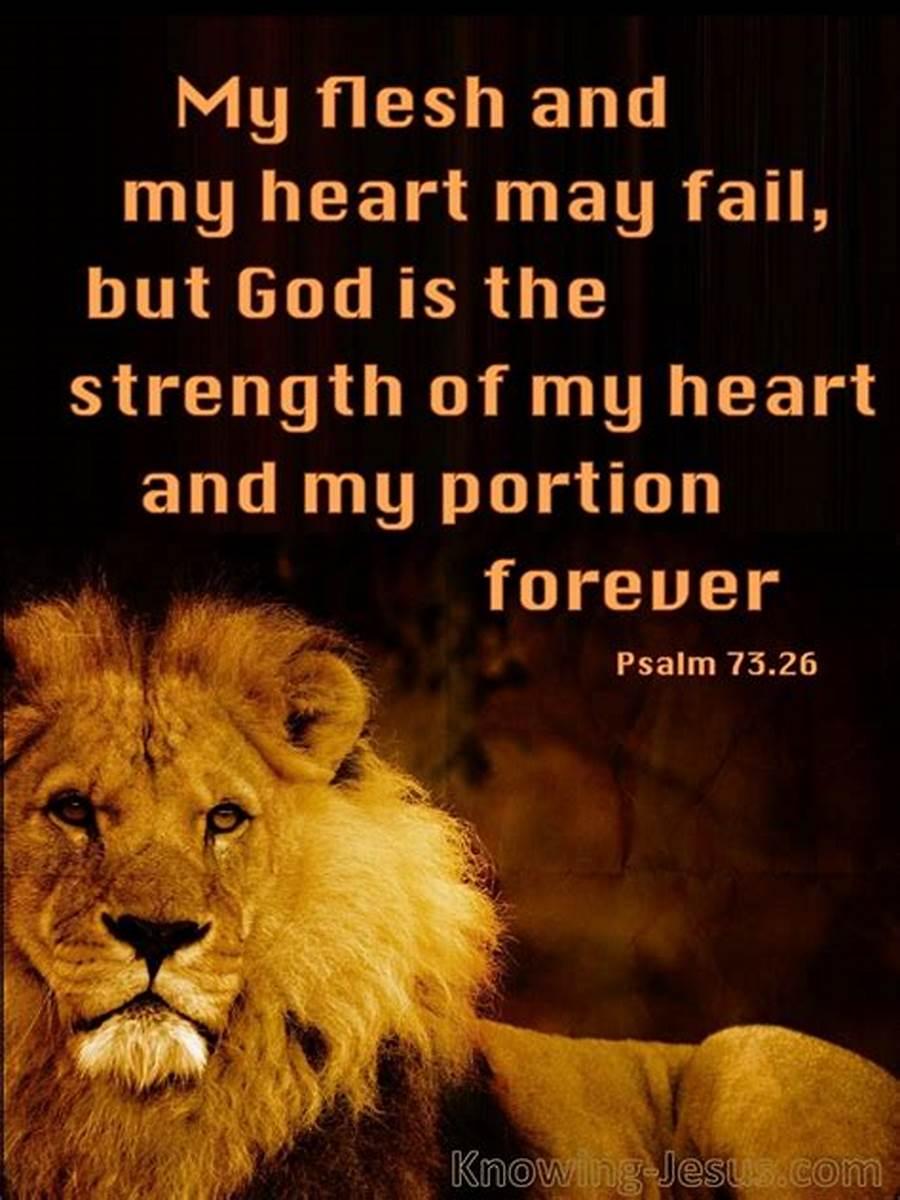 My flesh and
my heart may fail,
but God is the
strength of my heart
and my portion
forever
Psalm 73.26
Knowing-Jesus.com